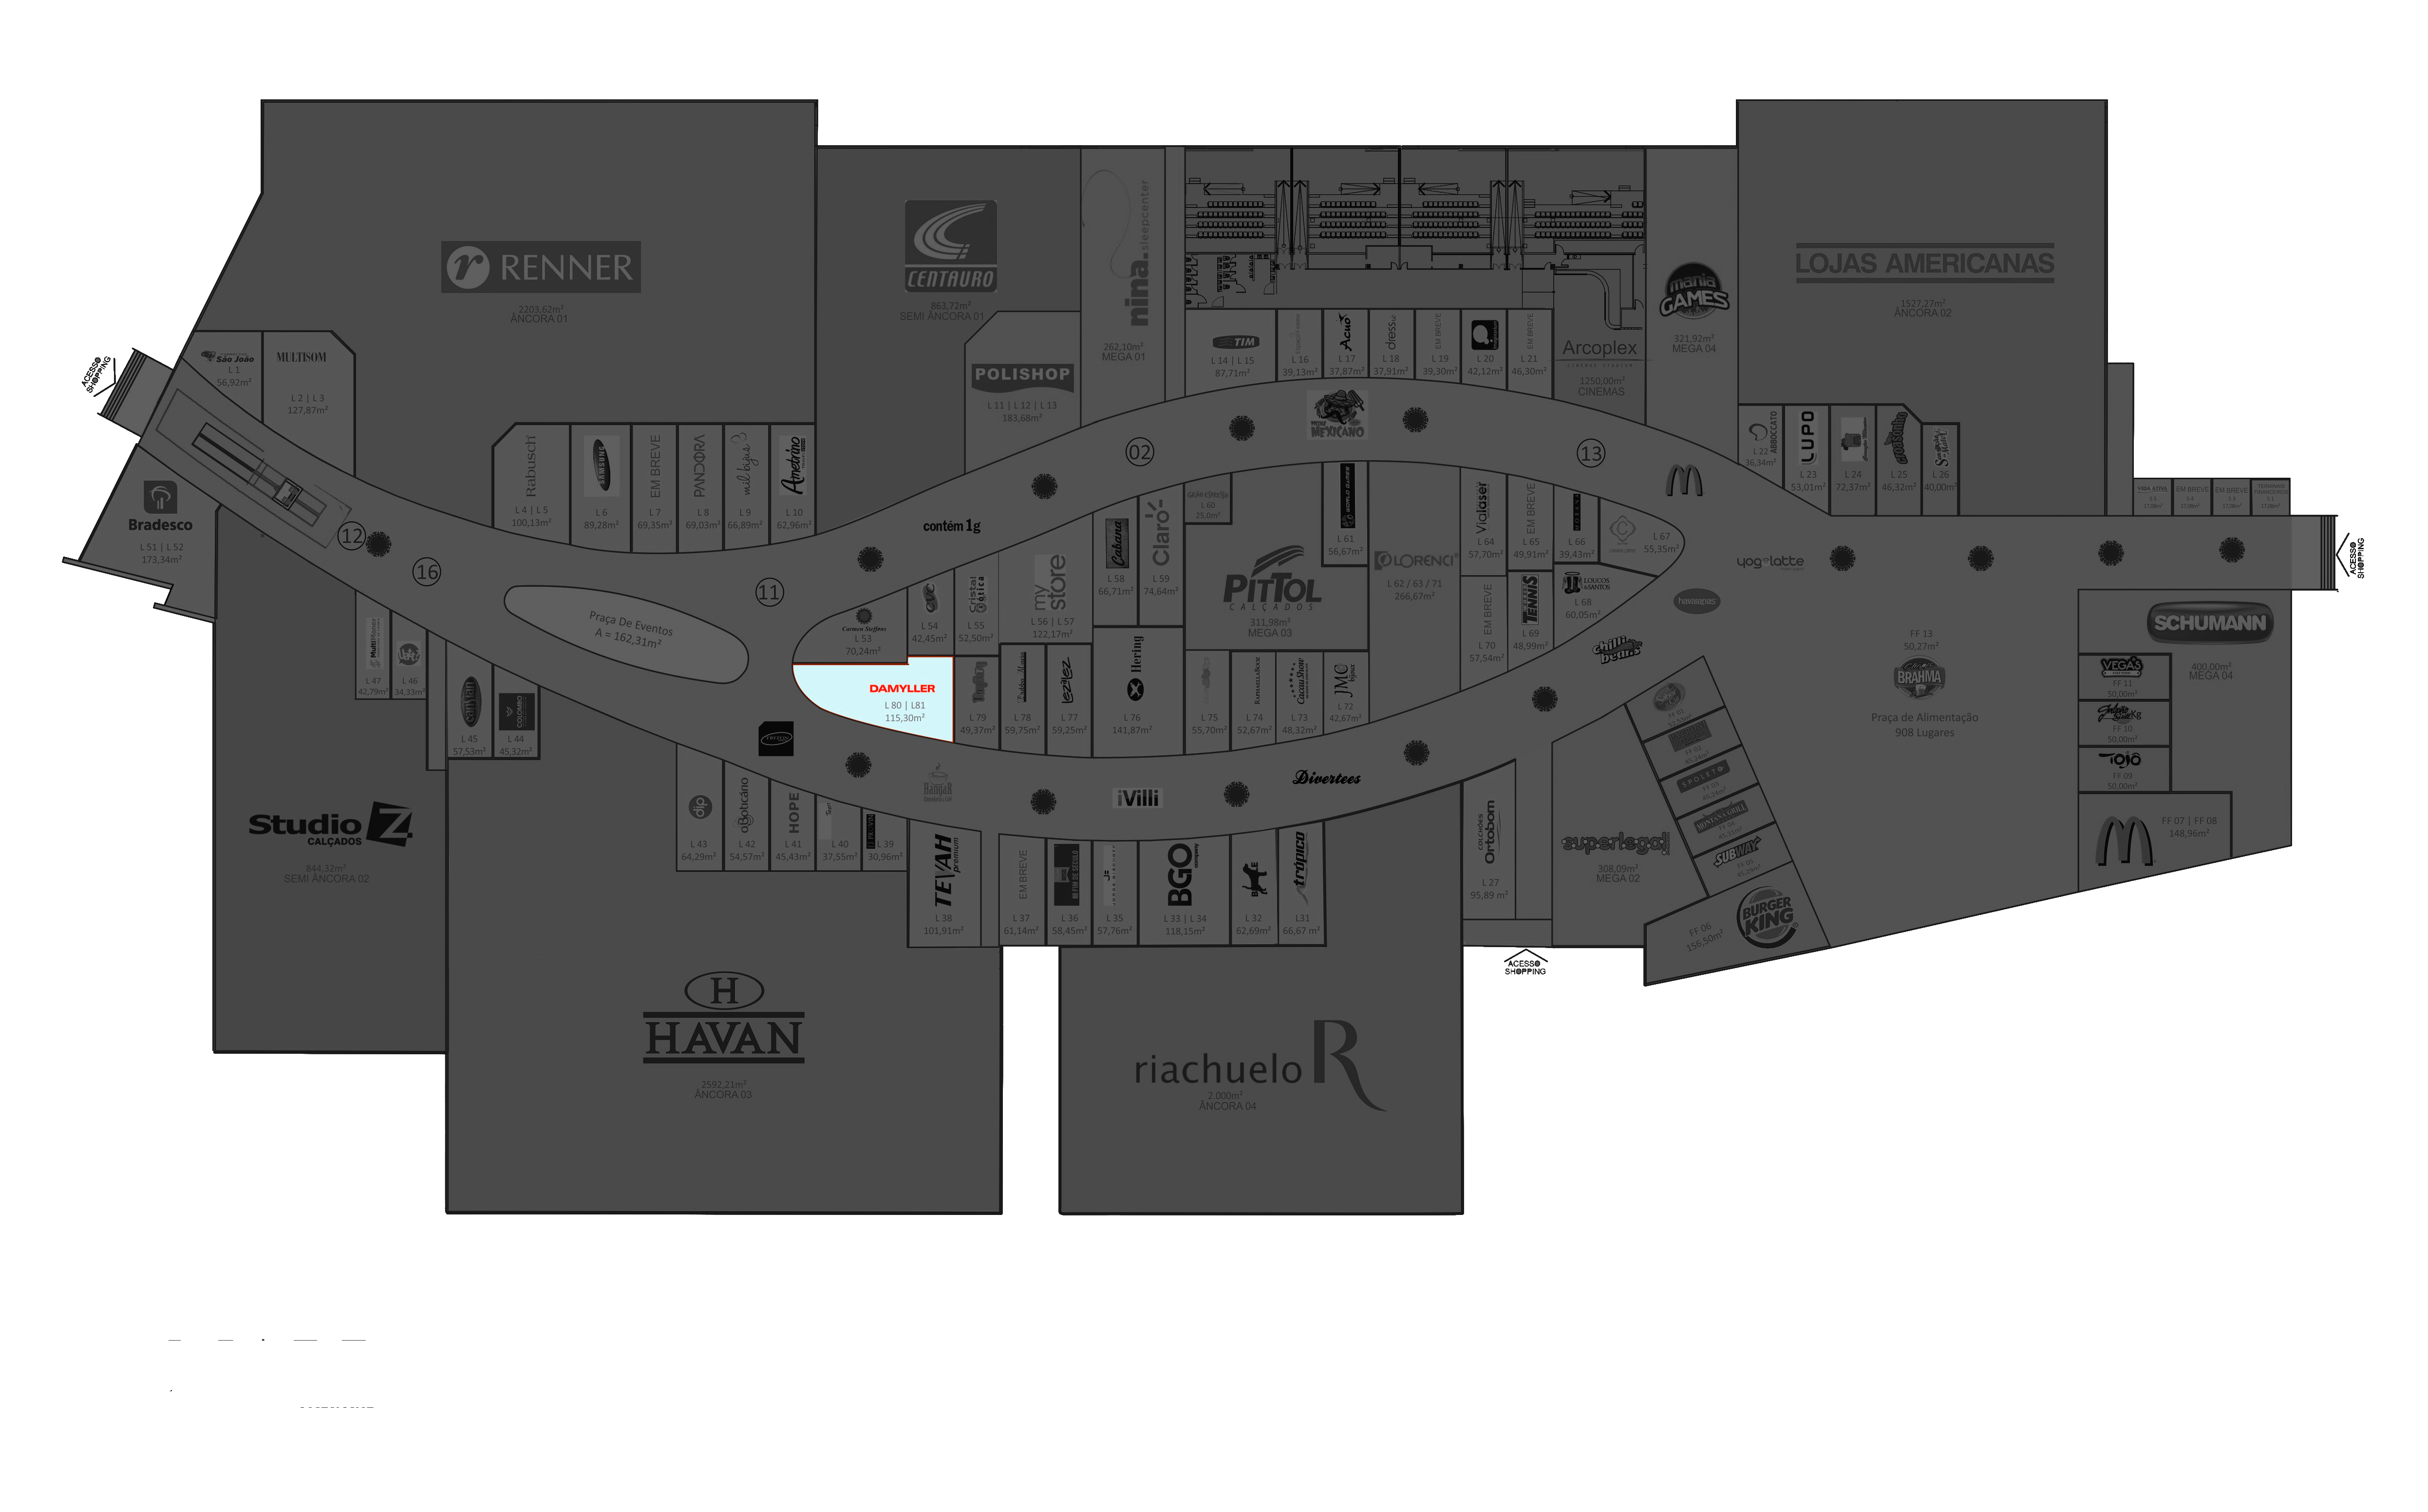 RENNER
2203,62m²
ÂNCORA 01
CENTAURO
863,72m²
SEMI ÂNCORA 01
nina.sleepcenter
262,10m²
MEGA 01
POLISHOP
L 11 | L 12 | L 13
183,68m²
mania GAMES
321,92m²
MEGA 04
LOJAS AMERICANAS
1527,27m²
ÂNCORA 02
São João
L 1
56,92m²
MULTISOM
L 2 | L 3
127,87m²
ACESSO
SHOPPING
TIM
L 14 | L 15
87,71m²
L 16
39,13m²
Acuo
L 17
37,87m²
dress
L 18
37,91m²
EM BREVE
L 19
39,30m²
L 20
42,12m²
EM BREVE
L 21
46,30m²
Arcoplex
1250,00m²
CINEMAS
MEXICANO
Rabusch
L 4 | L 5
100,13m²
SAMSUNG
L 6
89,28m²
EM BREVE
L 7
69,35m²
PANDORA
L 8
69,03m²
mil bijus
L 9
66,89m²
Ametrino
L 10
62,96m²
ABBOCCATO
L 22
36,34m²
LUPO
L 23
53,01m²
L 24
72,37m²
Croasonho
L 25
46,32m²
L 26
40,00m²
EM BREVE
EM BREVE
02
13
12
16
11
Bradesco
L 51 | L 52
173,34m²
contém 1g
Praça De Eventos
A = 162,31m²
Carmen Steffens
L 53
70,24m²
L 54
42,45m²
Cristal ótica
L 55
52,50m²
my store
L 56 | L 57
122,17m²
Cabana
L 58
66,71m²
Claro
L 59
74,64m²
L 60
25,0m²
PITTOL
CALÇADOS
311,98m²
MEGA 03
L 61
56,67m²
LORENCI
L 62 / 63 / 71
266,67m²
Vialaser
L 64
57,70m²
EM BREVE
L 65
49,91m²
L 66
39,43m²
L 67
55,35m²
LOUCOS & SANTOS
L 68
60,05m²
TENNIS
L 69
48,99m²
EM BREVE
L 70
57,54m²
yogolatte
havaianas
chilli beans
ACESSO
SHOPPING
DAMYLLER
L 80 | L81
115,30m²
L 79
49,37m²
L 78
59,75m²
lezalez
L 77
59,25m²
Hering
L 76
141,87m²
L 75
55,70m²
L 74
52,67m²
Cacau Show
L 73
48,32m²
JMC bijoux
L 72
42,67m²
L 47
42,79m²
L 46
34,33m²
L 45
57,53m²
COLOMBO
L 44
45,32m²
iVilli
Divertees
Studio Z
CALÇADOS
844,32m²
SEMI ÂNCORA 02
dip
L 43
64,29m²
oBoticário
L 42
54,57m²
HOPE
L 41
45,43m²
L 40
37,55m²
L 39
30,96m²
TEVAH premium
L 38
101,91m²
EM BREVE
L 37
61,14m²
L 36
58,45m²
L 35
57,76m²
BGO company
L 33 | L 34
118,15m²
L 32
62,69m²
trópico
L31
66,67 m²
COLCHÕES Ortobom
L 27
95,89 m²
superlegal
308,09m²
MEGA 02
SPOLETO
SUBWAY
BURGER KING
FF 06
156,50m²
FF 13
50,27m²
BRAHMA
Praça de Alimentação
908 Lugares
SCHUMANN
400,00m²
MEGA 04
VEGAS
FF 11
50,00m²
FF 10
50,00m²
Tojô
FF 09
50,00m²
FF 07 | FF 08
148,96m²
ACESSO
SHOPPING
HAVAN
2592,21m²
ÂNCORA 03
riachuelo
2.000m²
ÂNCORA 04